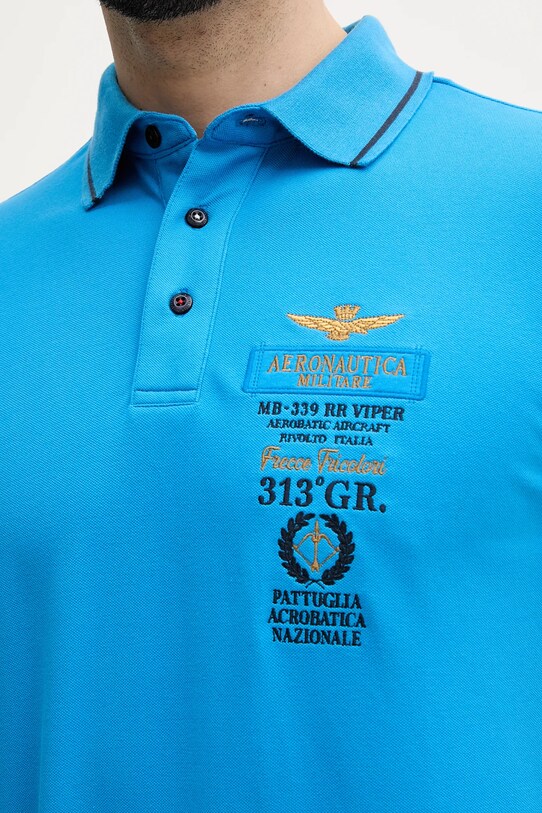 AERONAUTICA
MILITARE
MB-339 RR VIPER
AEROBATIC AIRCRAFT
RIVOLTO ITALIA
Frecce Tricolori
313°GR.
PATTUGLIA
ACROBATICA
NAZIONALE